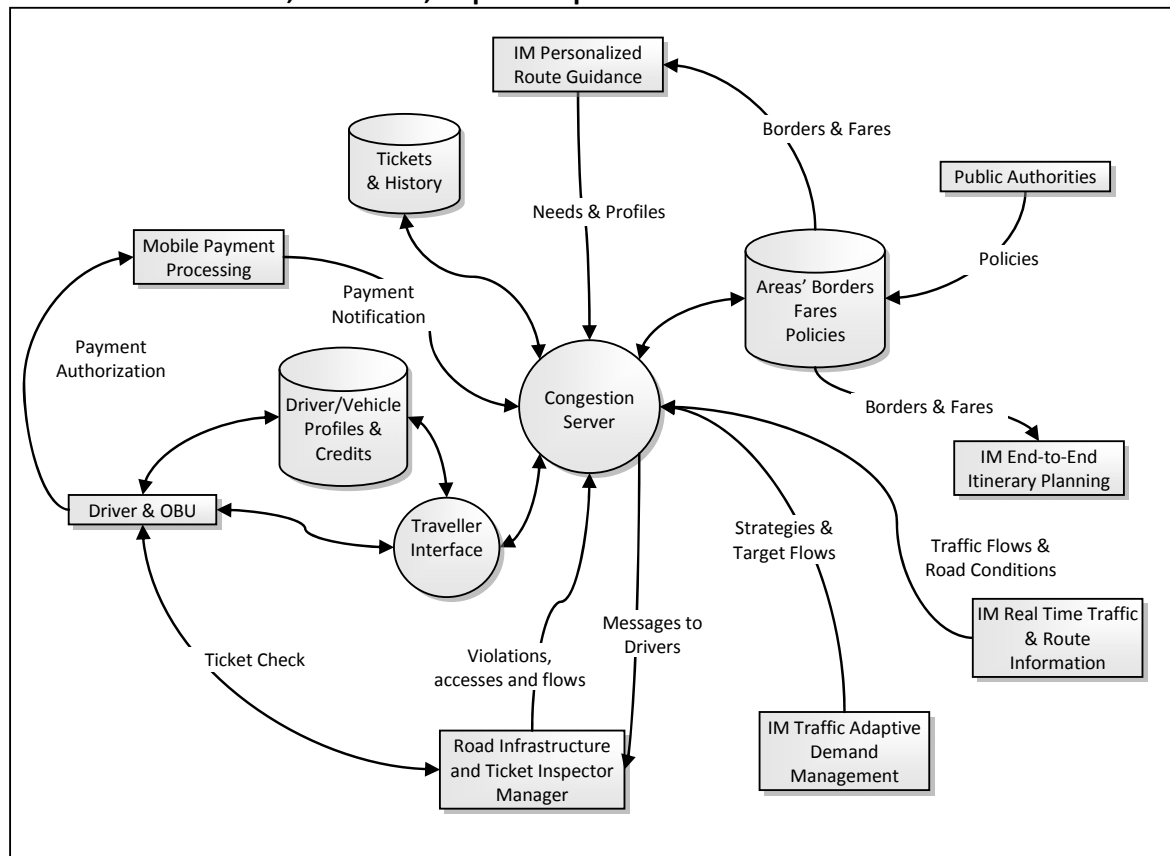 IM Personalized
Route Guidance
Borders & Fares
Tickets
& History
Public Authorities
Needs & Profiles
Mobile Payment
Processing
Policies
Areas’ Borders
Fares
Policies
Payment
Notification
Payment
Authorization
Driver/Vehicle
Profiles &
Credits
Congestion
Server
Borders & Fares
IM End-to-End
Itinerary Planning
Driver & OBU
Traveller
Interface
Strategies &
Target Flows
Traffic Flows &
Road Conditions
IM Real Time Traffic
& Route
Information
Messages to
Drivers
Ticket Check
Violations,
accesses and flows
Road Infrastructure
and Ticket Inspector
Manager
IM Traffic Adaptive
Demand
Management